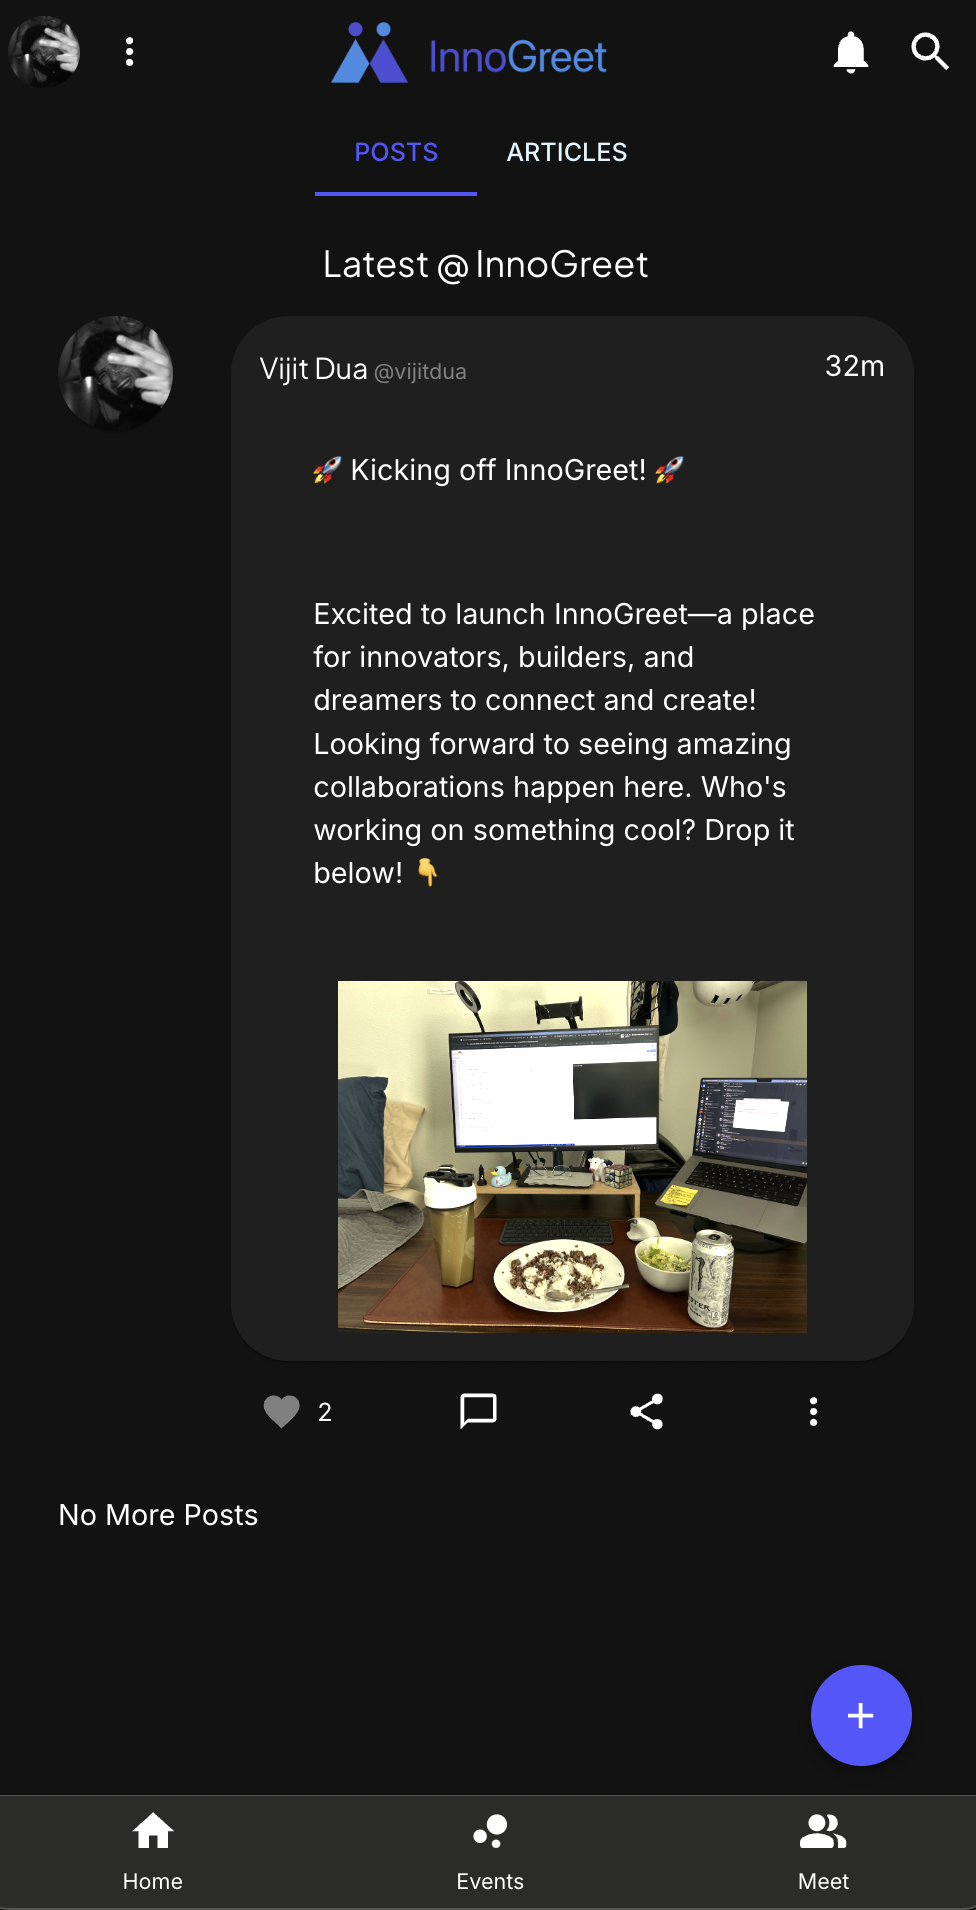 InnoGreet
POSTS ARTICLES
Latest @ InnoGreet
Vijit Dua @vijitdua 32m
🚀 Kicking off InnoGreet! 🚀
Excited to launch InnoGreet—a place
for innovators, builders, and
dreamers to connect and create!
Looking forward to seeing amazing
collaborations happen here. Who's
working on something cool? Drop it
below! 👇
2
No More Posts
+
Home Events Meet